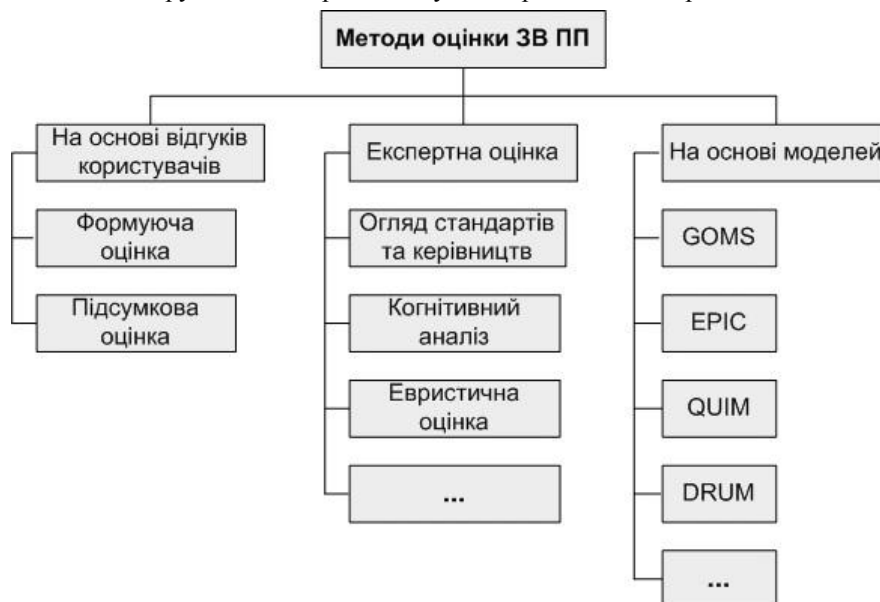 Методи оцінки ЗВ ПП
На основі відгуків
користувачів
Формуюча
оцінка
Підсумкова
оцінка
Експертна оцінка
Огляд стандартів
та керівництв
Когнітивний
аналіз
Евристична
оцінка
...
На основі моделей
GOMS
EPIC
QUIM
DRUM
...